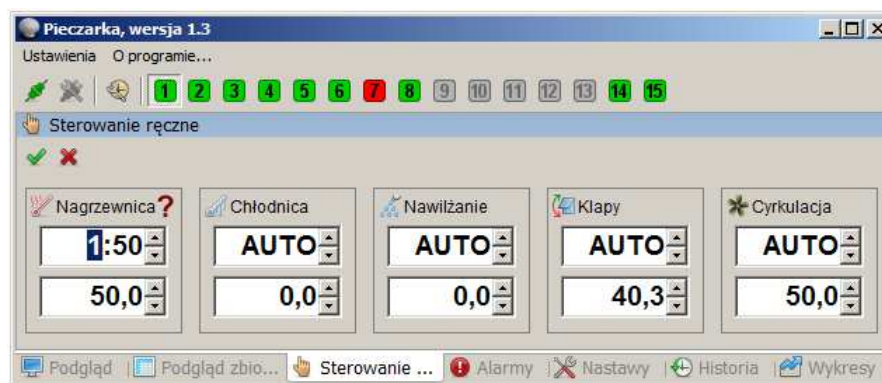 Pieczarka, wersja 1.3
Ustawienia O programie...
1 2 3 4 5 6 7 8 9 10 11 12 13 14 15
Sterowanie ręczne
Nagrzewnica? Chłodnica Nawilżanie Klapy Cyrkulacja
1:50 AUTO AUTO AUTO AUTO
50,0 0,0 0,0 40,3 50,0
Podgląd Podgląd zbio... Sterowanie ... Alarmy Nastawy Historia Wykresy